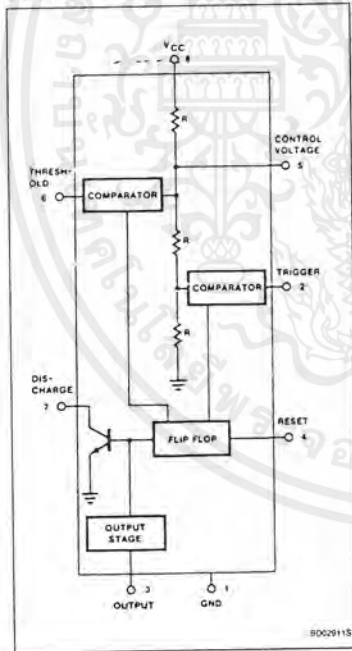 VCC
8
R
CONTROL
VOLTAGE
5
THRESH-
OLD
6
COMPARATOR
R
TRIGGER
COMPARATOR
2
R
DIS-
CHARGE
7
RESET
FLIP FLOP
4
OUTPUT
STAGE
3
1
OUTPUT
GND
BD02911S